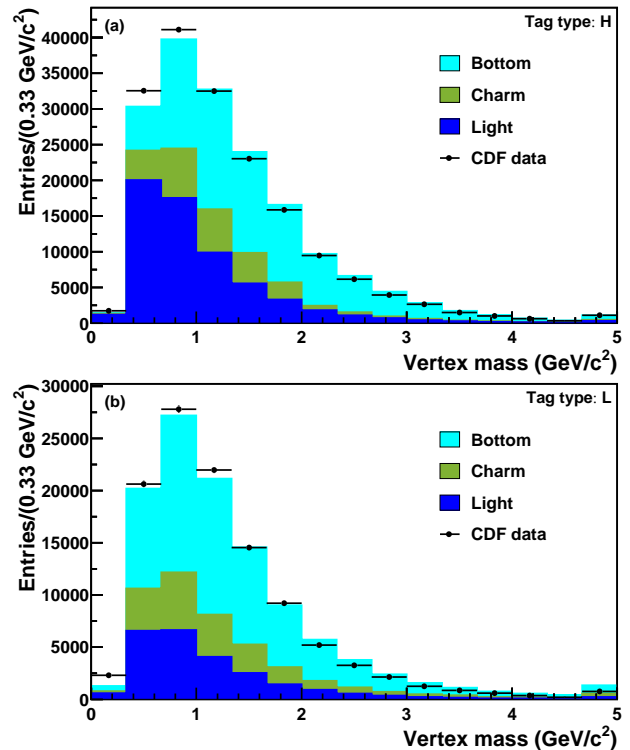 (a)
Tag type: H
40000
35000
30000
25000
20000
15000
10000
5000
0
Entries/(0.33 GeV/c²)
Bottom
Charm
Light
CDF data
0 1 2 3 4 5
Vertex mass (GeV/c²)
(b)
Tag type: L
30000
25000
20000
15000
10000
5000
0
Entries/(0.33 GeV/c²)
Bottom
Charm
Light
CDF data
0 1 2 3 4 5
Vertex mass (GeV/c²)